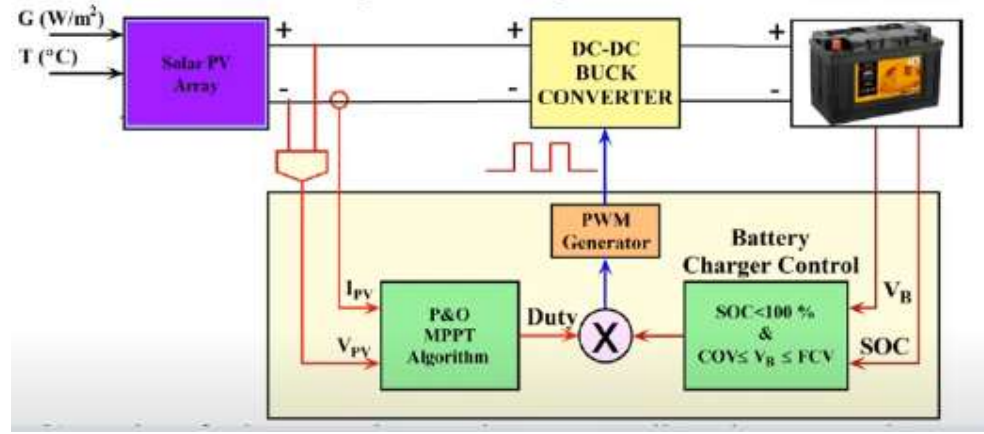 G (W/m²)
T (°C)
Solar PV
Array
+
-
+
-
DC-DC
BUCK
CONVERTER
+
-
PWM
Generator
Battery
Charger Control
I_PV
V_PV
P&O
MPPT
Algorithm
Duty
X
SOC<100 %
&
COV≤ V_B ≤ FCV
V_B
SOC